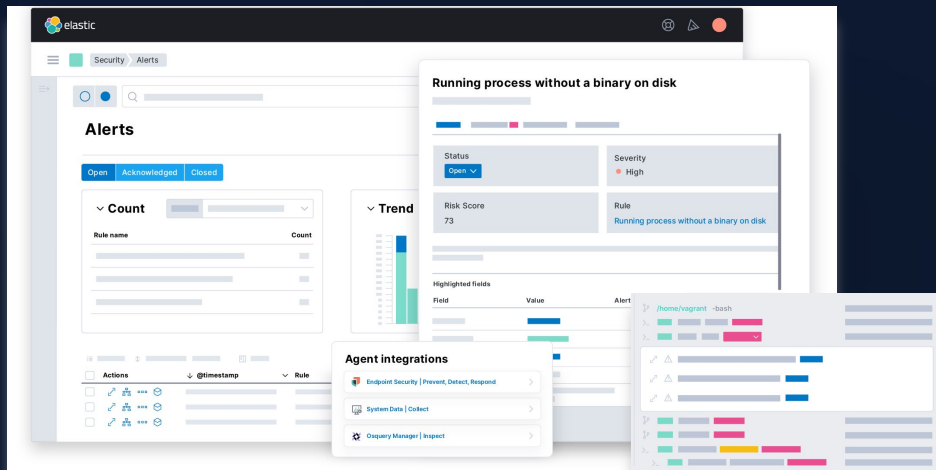 elastic
Security
Alerts
Alerts
Open
Acknowledged
Closed
Count
Rule name
Count
Trend
Actions
@timestamp
Rule
Running process without a binary on disk
Status
Open
Severity
High
Risk Score
73
Rule
Running process without a binary on disk
Highlighted fields
Field
Value
Alert
Agent integrations
Endpoint Security | Prevent, Detect, Respond
System Data | Collect
Osquery Manager | Inspect
/home/vagrant -bash